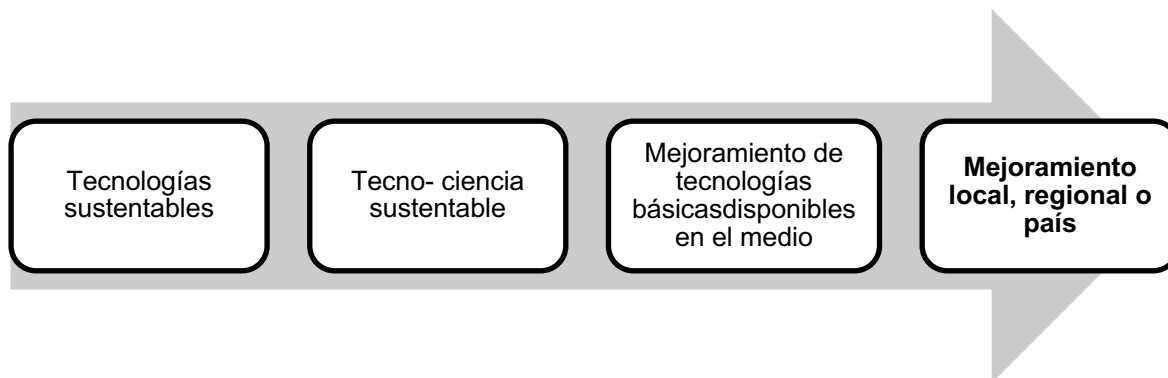 Tecnologías
sustentables
Tecno- ciencia
sustentable
Mejoramiento de
tecnologías
básicasdisponibles
en el medio
Mejoramiento
local, regional o
país